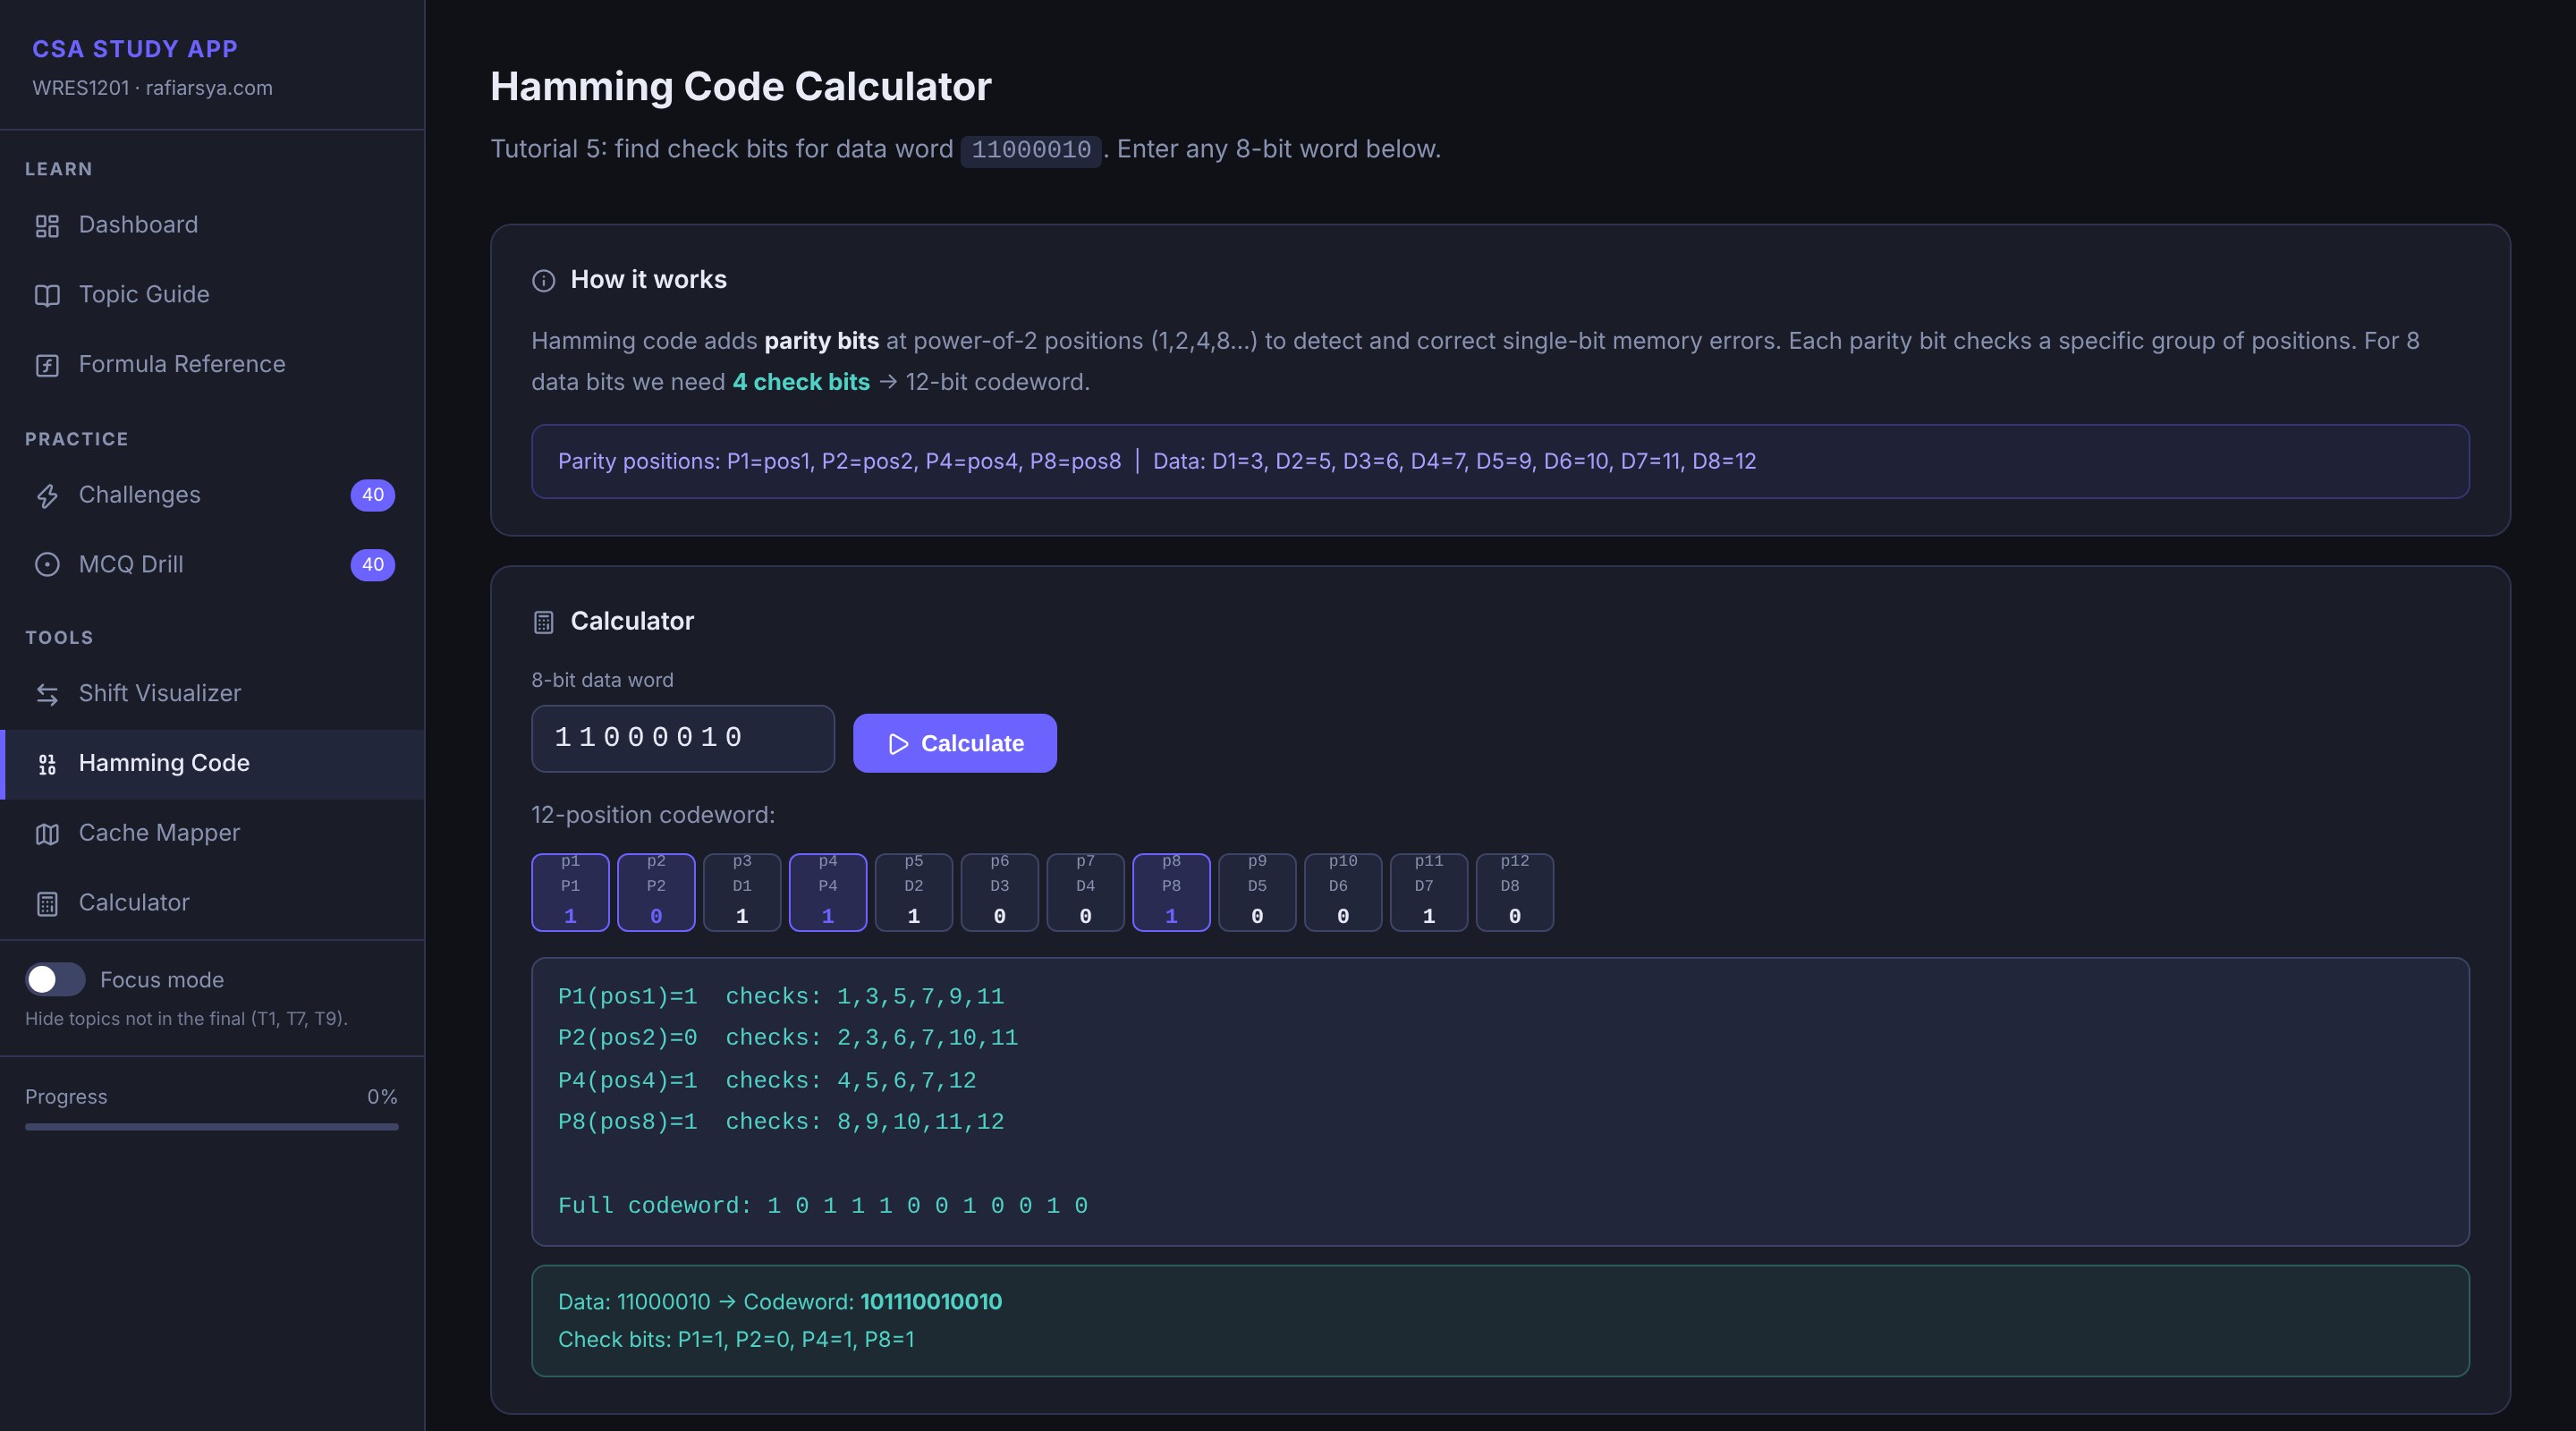 CSA STUDY APP
WRES1201 · rafiarsya.com
LEARN
Dashboard
Topic Guide
Formula Reference
PRACTICE
Challenges 40
MCQ Drill 40
TOOLS
Shift Visualizer
Hamming Code
Cache Mapper
Calculator
Focus mode
Hide topics not in the final (T1, T7, T9).
Progress 0%
Hamming Code Calculator
Tutorial 5: find check bits for data word 11000010. Enter any 8-bit word below.
How it works
Hamming code adds parity bits at power-of-2 positions (1,2,4,8...) to detect and correct single-bit memory errors. Each parity bit checks a specific group of positions. For 8
data bits we need 4 check bits → 12-bit codeword.
Parity positions: P1=pos1, P2=pos2, P4=pos4, P8=pos8 | Data: D1=3, D2=5, D3=6, D4=7, D5=9, D6=10, D7=11, D8=12
Calculator
8-bit data word
11000010
Calculate
12-position codeword:
p1 p2 p3 p4 p5 p6 p7 p8 p9 p10 p11 p12
P1 P2 D1 P4 D2 D3 D4 P8 D5 D6 D7 D8
1 0 1 1 1 0 0 1 0 0 1 0
P1(pos1)=1 checks: 1,3,5,7,9,11
P2(pos2)=0 checks: 2,3,6,7,10,11
P4(pos4)=1 checks: 4,5,6,7,12
P8(pos8)=1 checks: 8,9,10,11,12
Full codeword: 1 0 1 1 1 0 0 1 0 0 1 0
Data: 11000010 → Codeword: 101110010010
Check bits: P1=1, P2=0, P4=1, P8=1